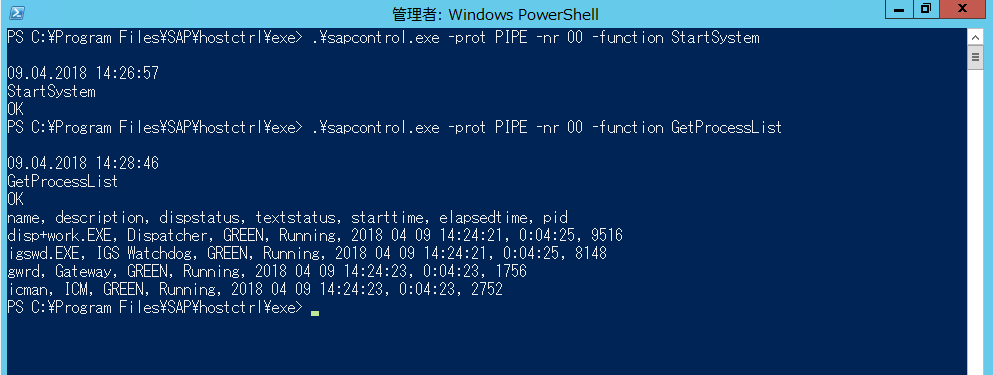 管理者: Windows PowerShell
PS C:¥Program Files¥SAP¥hostctrl¥exe> .¥sapcontrol.exe -prot PIPE -nr 00 -function StartSystem
09.04.2018 14:26:57
StartSystem
OK
PS C:¥Program Files¥SAP¥hostctrl¥exe> .¥sapcontrol.exe -prot PIPE -nr 00 -function GetProcessList
09.04.2018 14:28:46
GetProcessList
OK
name, description, dispstatus, textstatus, starttime, elapsedtime, pid
disp+work.EXE, Dispatcher, GREEN, Running, 2018 04 09 14:24:21, 0:04:25, 9516
igswd.EXE, IGS Watchdog, GREEN, Running, 2018 04 09 14:24:21, 0:04:25, 8148
gwrd, Gateway, GREEN, Running, 2018 04 09 14:24:23, 0:04:23, 1756
icman, ICM, GREEN, Running, 2018 04 09 14:24:23, 0:04:23, 2752
PS C:¥Program Files¥SAP¥hostctrl¥exe>